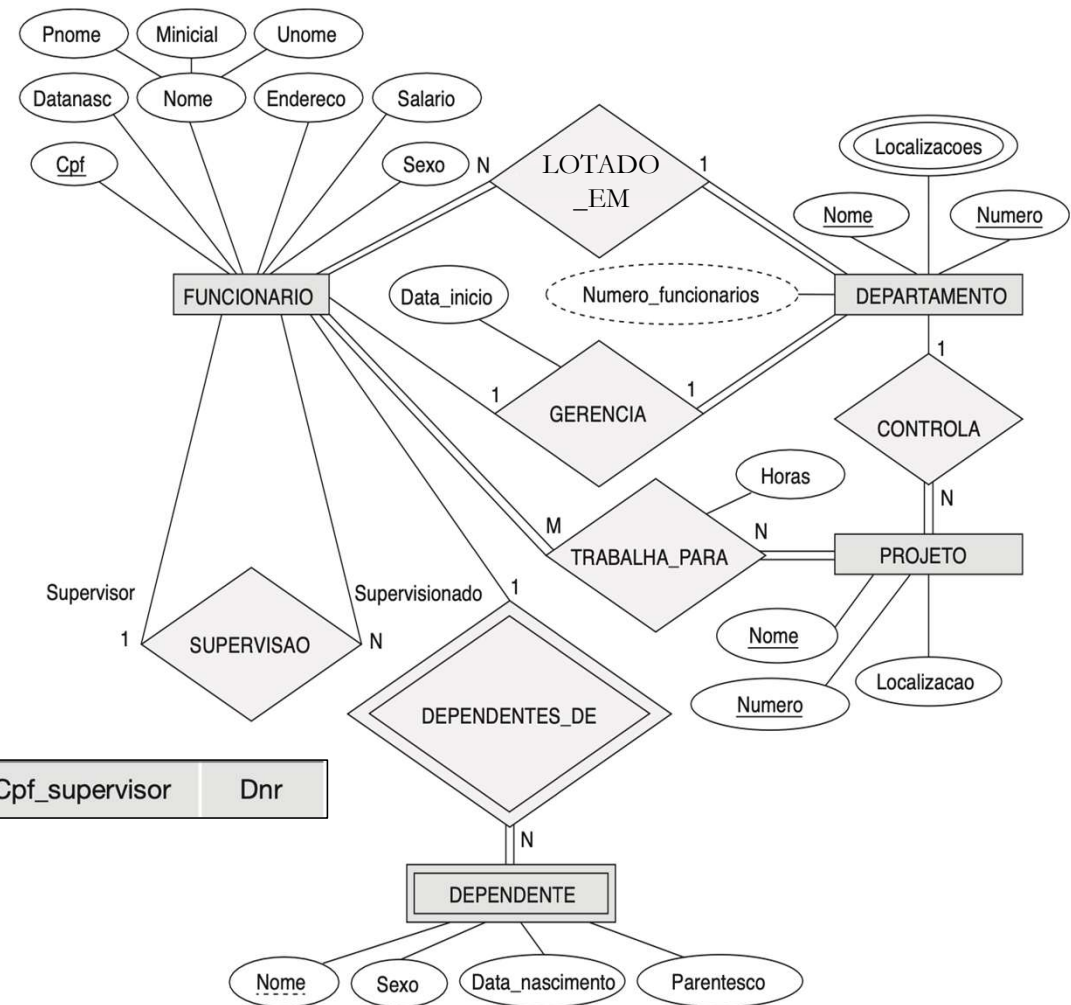 Pnome Minicial Unome
Datanasc Nome Endereco Salario
Cpf Sexo N LOTADO 1 Localizacoes
_EM
Nome Numero
FUNCIONARIO Data_inicio Numero_funcionarios DEPARTAMENTO
1 GERENCIA 1
1
CONTROLA
N
Horas
M TRABALHA_PARA N PROJETO
Supervisor Supervisionado 1
1 SUPERVISAO N
Nome
Numero
Localizacao
DEPENDENTES_DE
Cpf_supervisor Dnr
N
DEPENDENTE
Nome Sexo Data_nascimento Parentesco